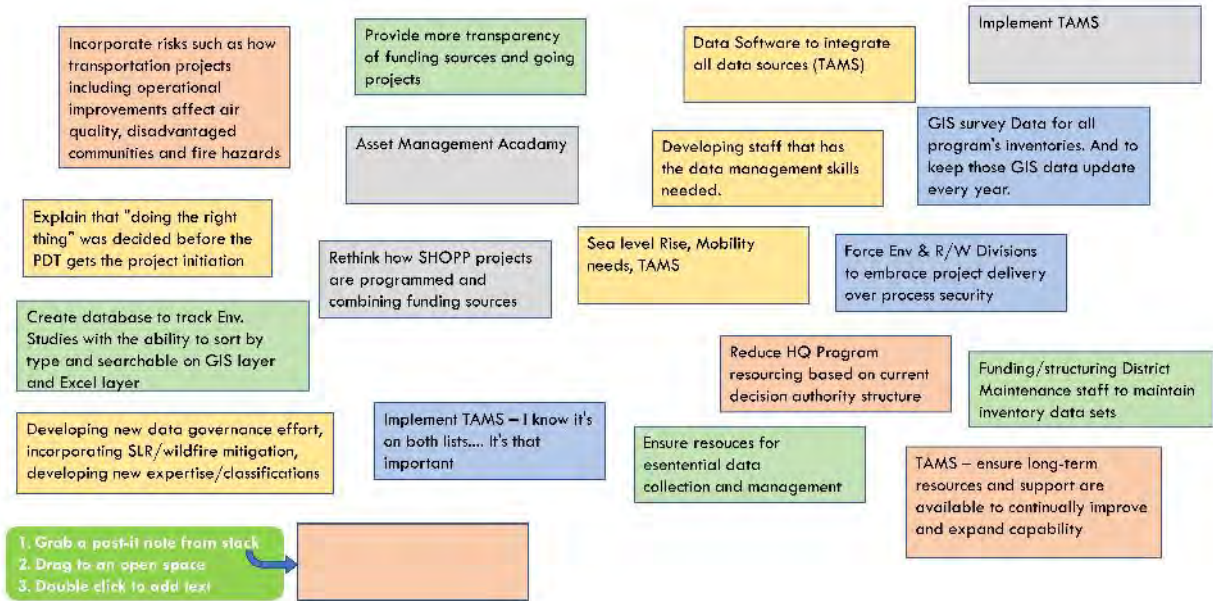 Incorporate risks such as how
transportation projects
including operational
improvements affect air
quality, disadvantaged
communities and fire hazards
Provide more transparency
of funding sources and going
projects
Data Software to integrate
all data sources (TAMS)
Implement TAMS
Asset Management Acadamy
Developing staff that has
the data management skills
needed.
GIS survey Data for all
program's inventories. And to
keep those GIS data update
every year.
Explain that "doing the right
thing" was decided before the
PDT gets the project initiation
Rethink how SHOPP projects
are programmed and
combining funding sources
Sea level Rise, Mobility
needs, TAMS
Force Env & R/W Divisions
to embrace project delivery
over process security
Create database to track Env.
Studies with the ability to sort by
type and searchable on GIS layer
and Excel layer
Reduce HQ Program
resourcing based on current
decision authority structure
Funding/structuring District
Maintenance staff to maintain
inventory data sets
Developing new data governance effort,
incorporating SLR/wildfire mitigation,
developing new expertise/classifications
Implement TAMS – I know it's
on both lists.... It's that
important
Ensure resouces for
esentential data
collection and management
TAMS – ensure long-term
resources and support are
available to continually improve
and expand capability
1. Grab a post-it note from stack
2. Drag to an open space
3. Double click to add text